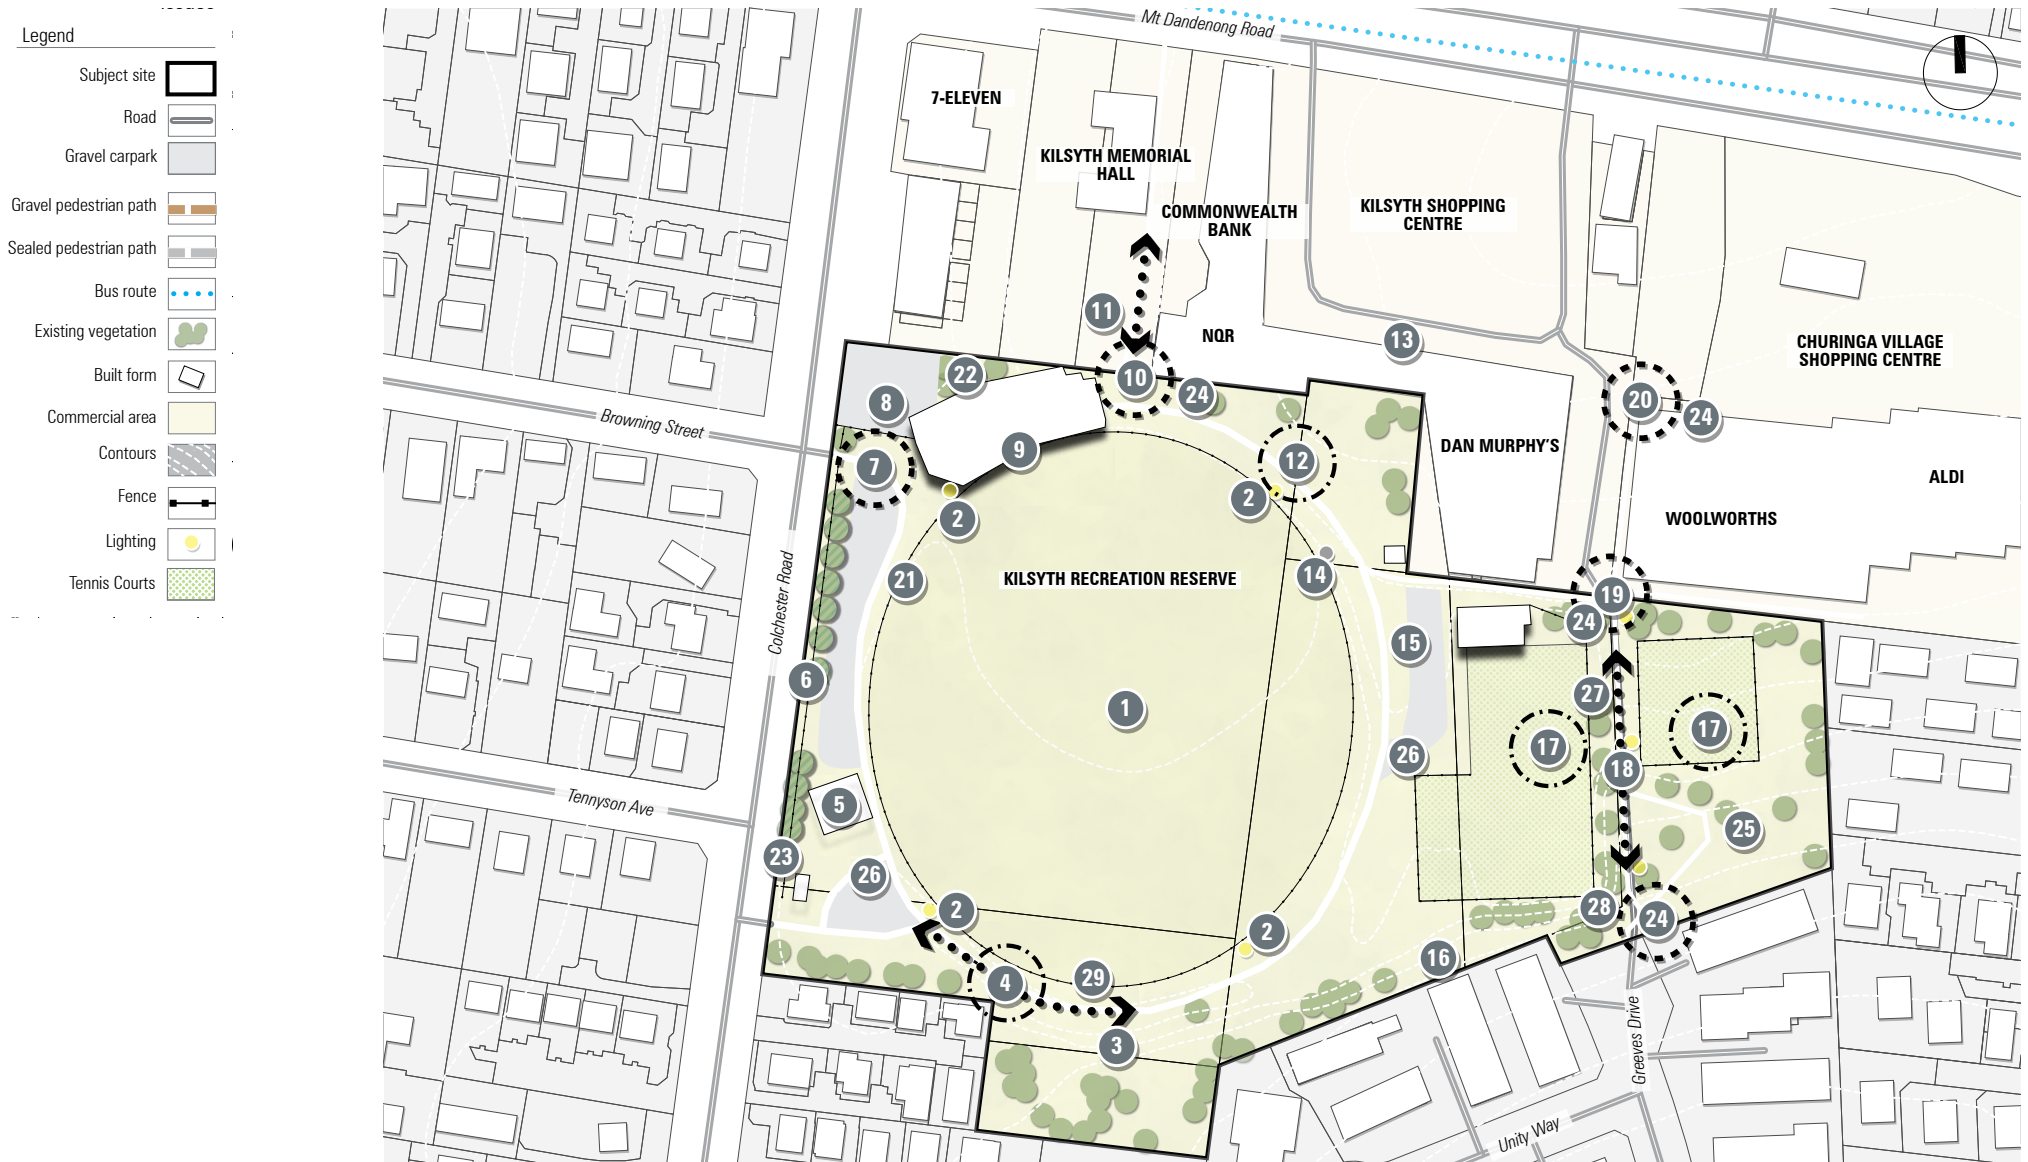 Legend
Subject site
Road
Gravel carpark
Gravel pedestrian path
Sealed pedestrian path
Bus route
Existing vegetation
Built form
Commercial area
Contours
Fence
Lighting
Tennis Courts
Mt Dandenong Road
7-ELEVEN
KILSYTH MEMORIAL
HALL
COMMONWEALTH
BANK
KILSYTH SHOPPING
CENTRE
11
NQR
13
CHURINGA VILLAGE
SHOPPING CENTRE
22
10
24
8
20
24
Browning Street
9
DAN MURPHY'S
7
12
ALDI
2
2
WOOLWORTHS
21
KILSYTH RECREATION RESERVE
14
19
Colchester Road
24
15
6
27
1
17
17
26
18
Tennyson Ave
5
25
23
26
2
28
24
2
16
4
29
3
Greeves Drive
Unity Way